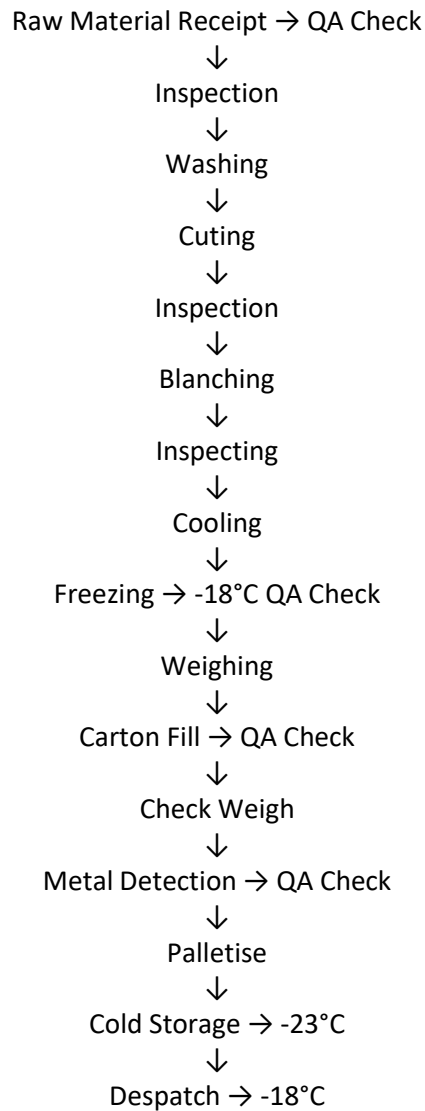 Raw Material Receipt → QA Check
↓
Inspection
↓
Washing
↓
Cuting
↓
Inspection
↓
Blanching
↓
Inspecting
↓
Cooling
↓
Freezing → -18°C QA Check
↓
Weighing
↓
Carton Fill → QA Check
↓
Check Weigh
↓
Metal Detection → QA Check
↓
Palletise
↓
Cold Storage → -23°C
↓
Despatch → -18°C